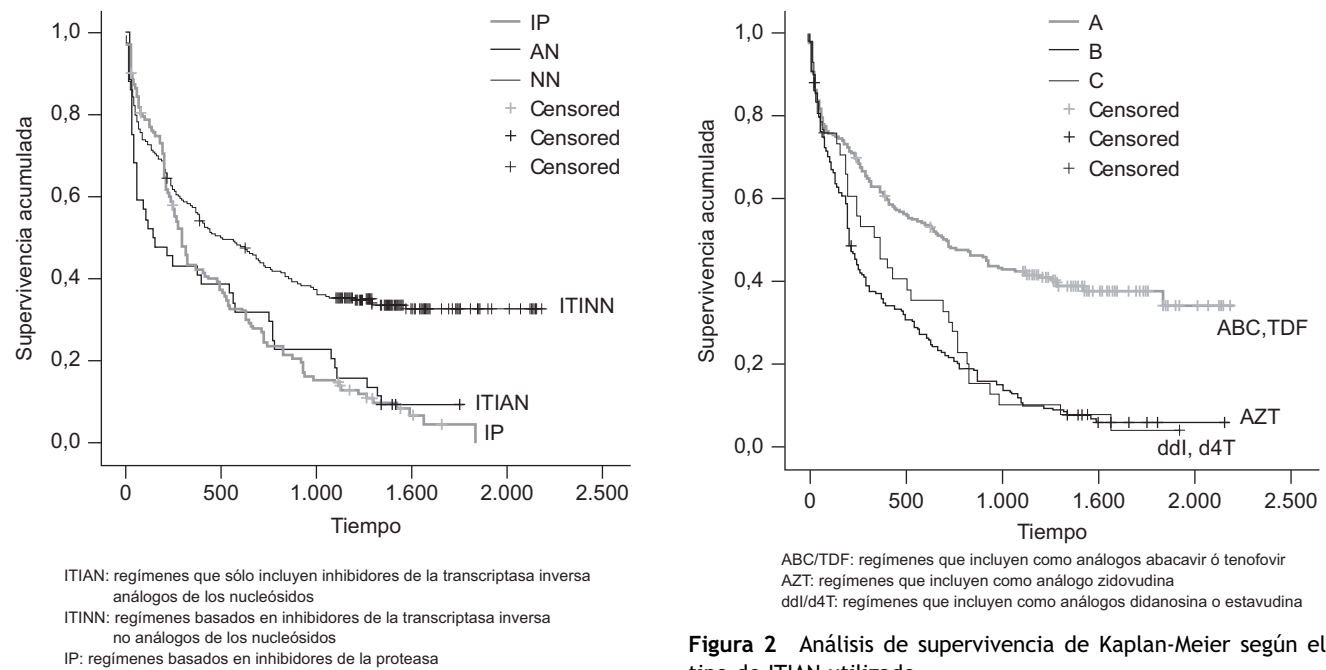 1,0
0,8
0,6
0,4
0,2
0,0
Supervivencia acumulada
IP
AN
NN
Censored
Censored
Censored
ITINN
ITIAN
IP
0 500 1.000 1.600 2.000 2.500
Tiempo
ITIAN: regímenes que sólo incluyen inhibidores de la transcriptasa inversa
análogos de los nucleósidos
ITINN: regímenes basados en inhibidores de la transcriptasa inversa
no análogos de los nucleósidos
IP: regímenes basados en inhibidores de la proteasa
1,0
0,8
0,6
0,4
0,2
0,0
Supervivencia acumulada
A
B
C
Censored
Censored
Censored
ABC,TDF
AZT
ddI, d4T
0 500 1.000 1.600 2.000 2.500
Tiempo
ABC/TDF: regímenes que incluyen como análogos abacavir ó tenofovir
AZT: regímenes que incluyen como análogo zidovudina
ddI/d4T: regímenes que incluyen como análogos didanosina o estavudina
Figura 2 Análisis de supervivencia de Kaplan-Meier según el
tipo de ITIAN utilizado